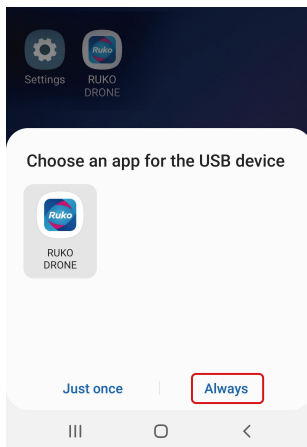 Ruko
Settings RUKO
DRONE
Choose an app for the USB device
Ruko
RUKO
DRONE
Just once Always